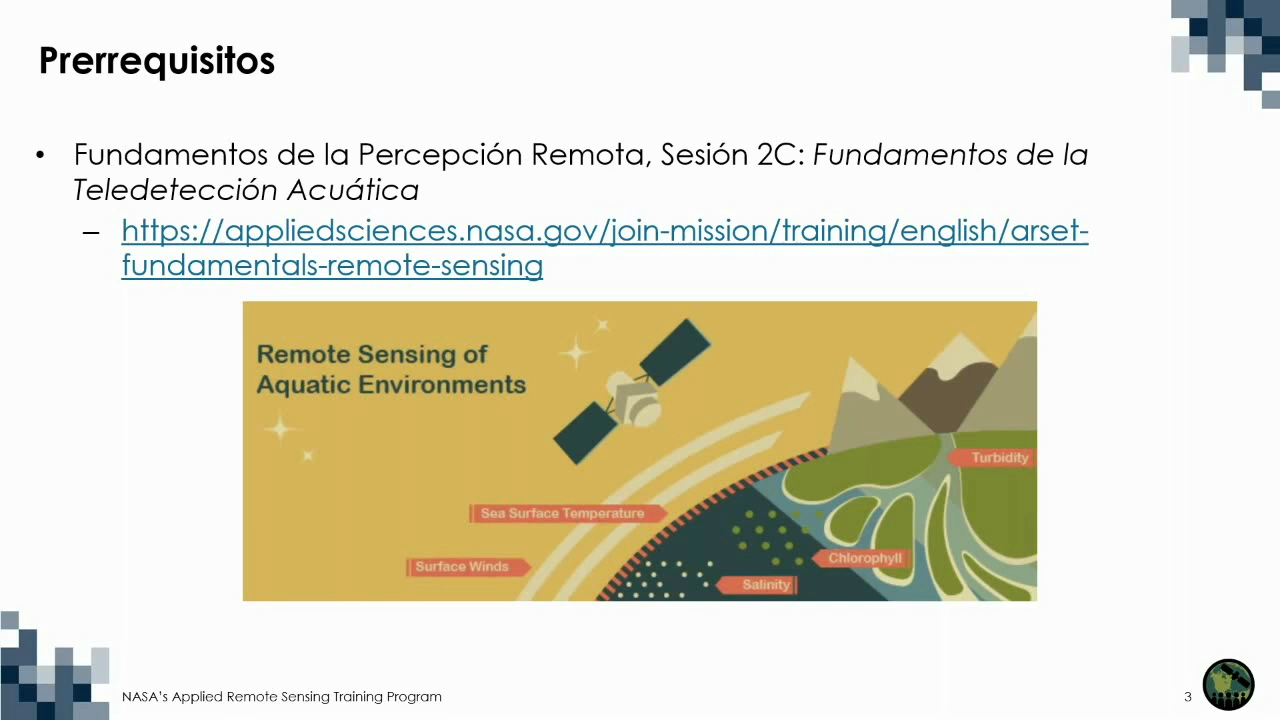 Prerrequisitos
• Fundamentos de la Percepción Remota, Sesión 2C: Fundamentos de la
Teledetección Acuática
– https://appliedsciences.nasa.gov/join-mission/training/english/arset-
fundamentals-remote-sensing
Remote Sensing of
Aquatic Environments
Turbidity
Sea Surface Temperature
Chlorophyll
Surface Winds
Salinity
NASA's Applied Remote Sensing Training Program
3